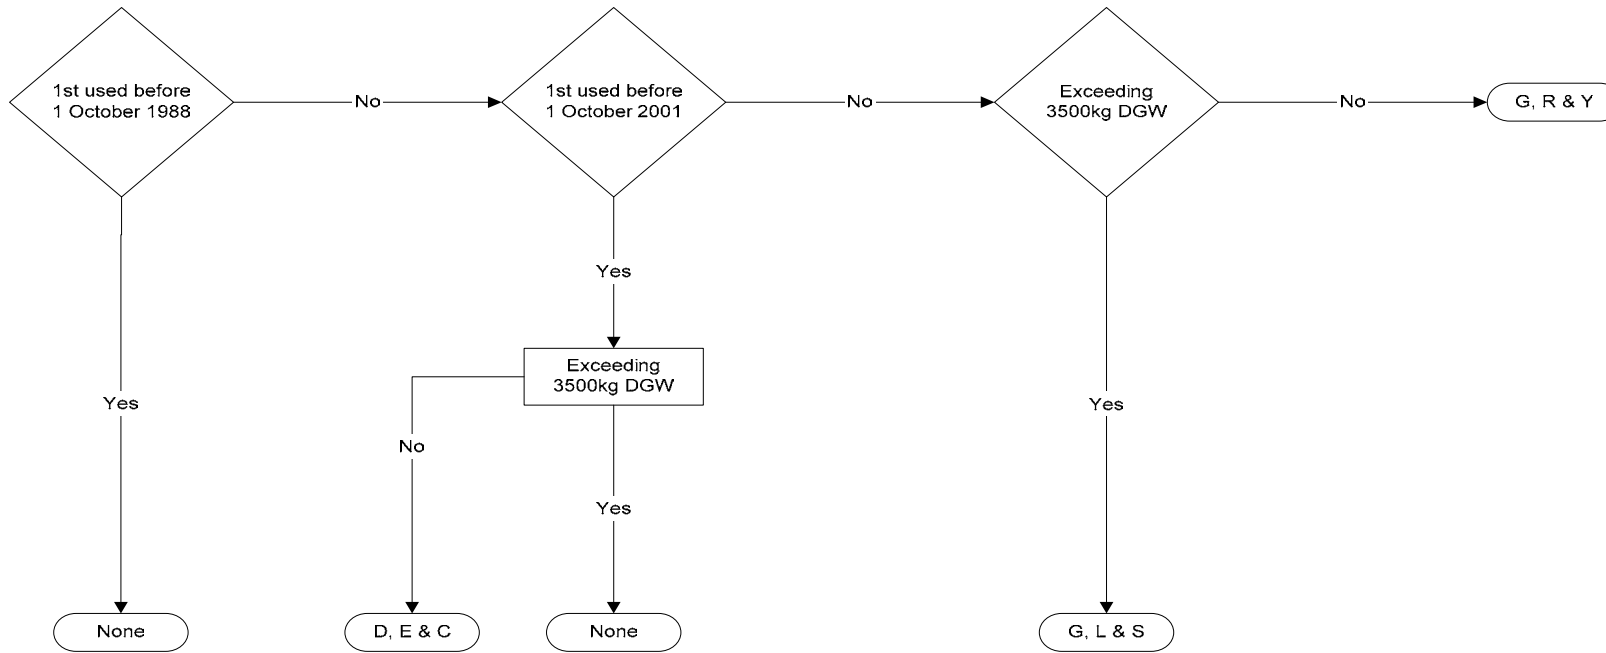 1st used before
1 October 1988
No
1st used before
1 October 2001
No
Exceeding
3500kg DGW
No
G, R & Y
Yes
Exceeding
3500kg DGW
Yes
No
Yes
Yes
None
D, E & C
None
G, L & S